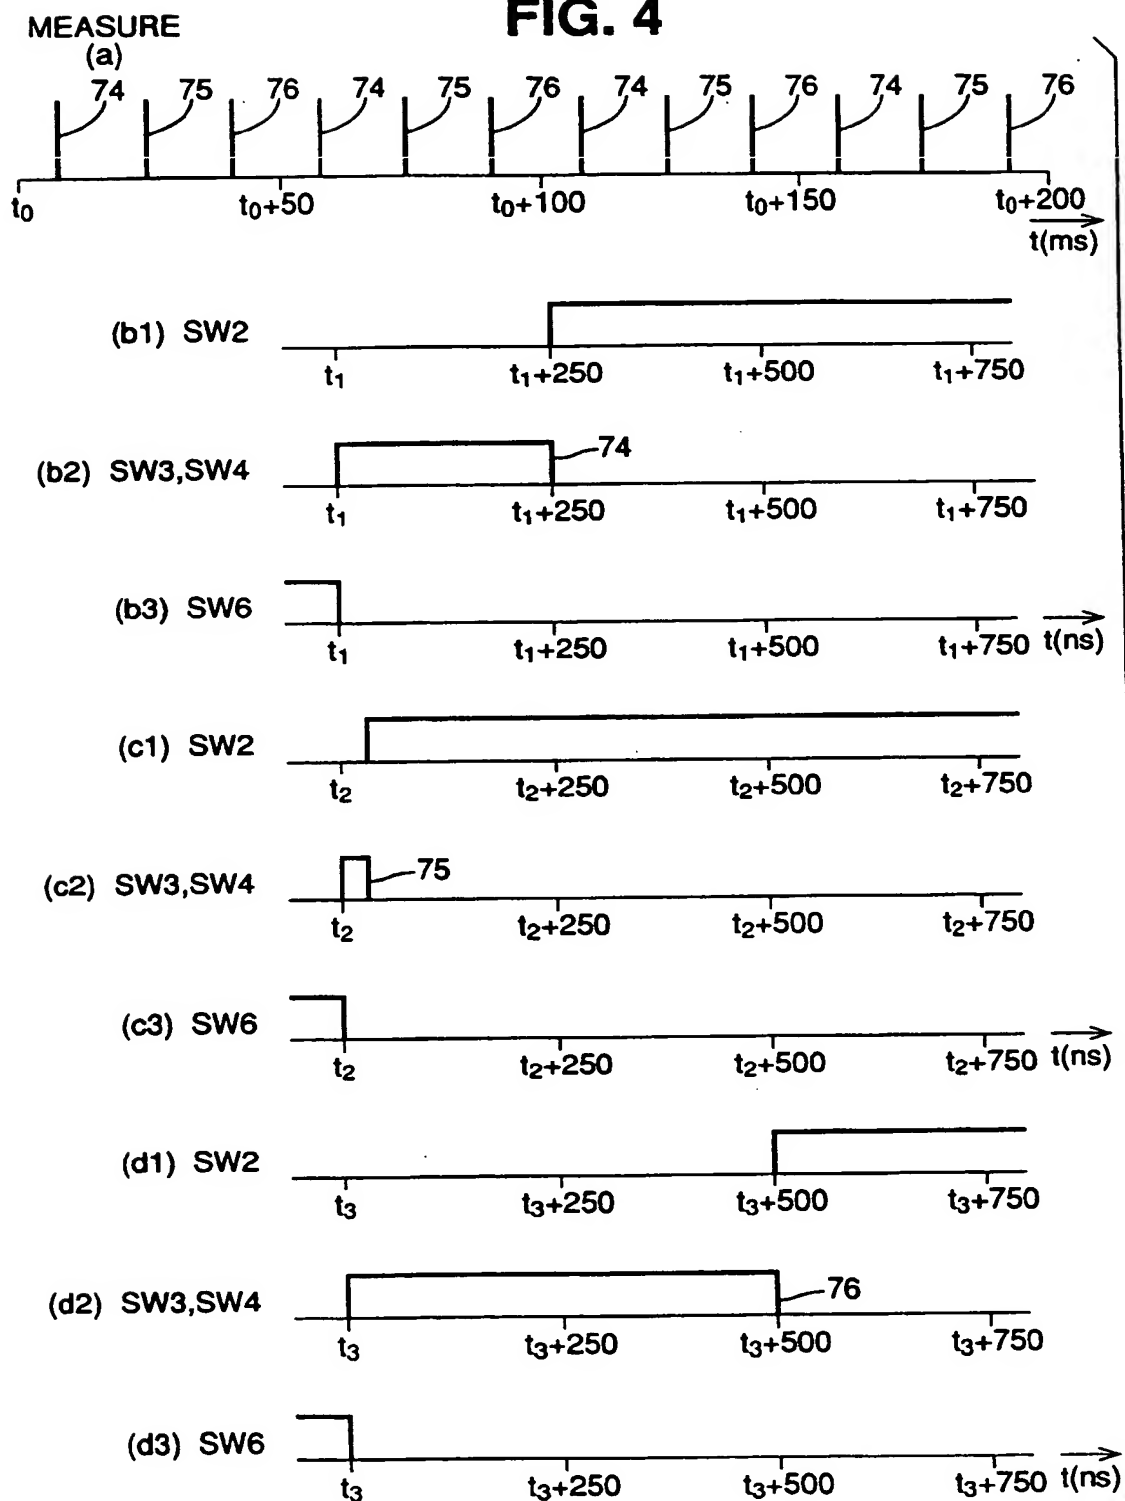 FIG. 4
MEASURE
(a)
74 75 76 74 75 76 74 75 76 74 75 76
t0 t0+50 t0+100 t0+150 t0+200
t(ms)
(b1) SW2
t1 t1+250 t1+500 t1+750
(b2) SW3,SW4 74
t1 t1+250 t1+500 t1+750
(b3) SW6
t1 t1+250 t1+500 t1+750 t(ns)
(c1) SW2
t2 t2+250 t2+500 t2+750
(c2) SW3,SW4 75
t2 t2+250 t2+500 t2+750
(c3) SW6
t2 t2+250 t2+500 t2+750 t(ns)
(d1) SW2
t3 t3+250 t3+500 t3+750
(d2) SW3,SW4 76
t3 t3+250 t3+500 t3+750
(d3) SW6
t3 t3+250 t3+500 t3+750 t(ns)